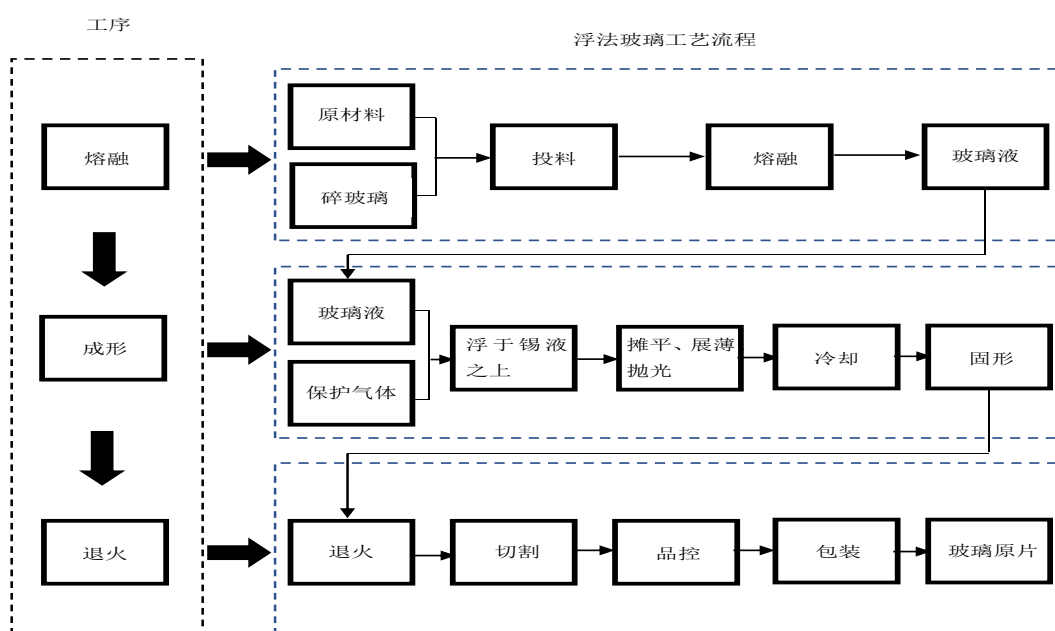 工序
浮法玻璃工艺流程
熔融
原材料
碎玻璃
投料
熔融
玻璃液
成形
玻璃液
保护气体
浮于锡液
之上
摊平、展薄
抛光
冷却
固形
退火
退火
切割
品控
包装
玻璃原片